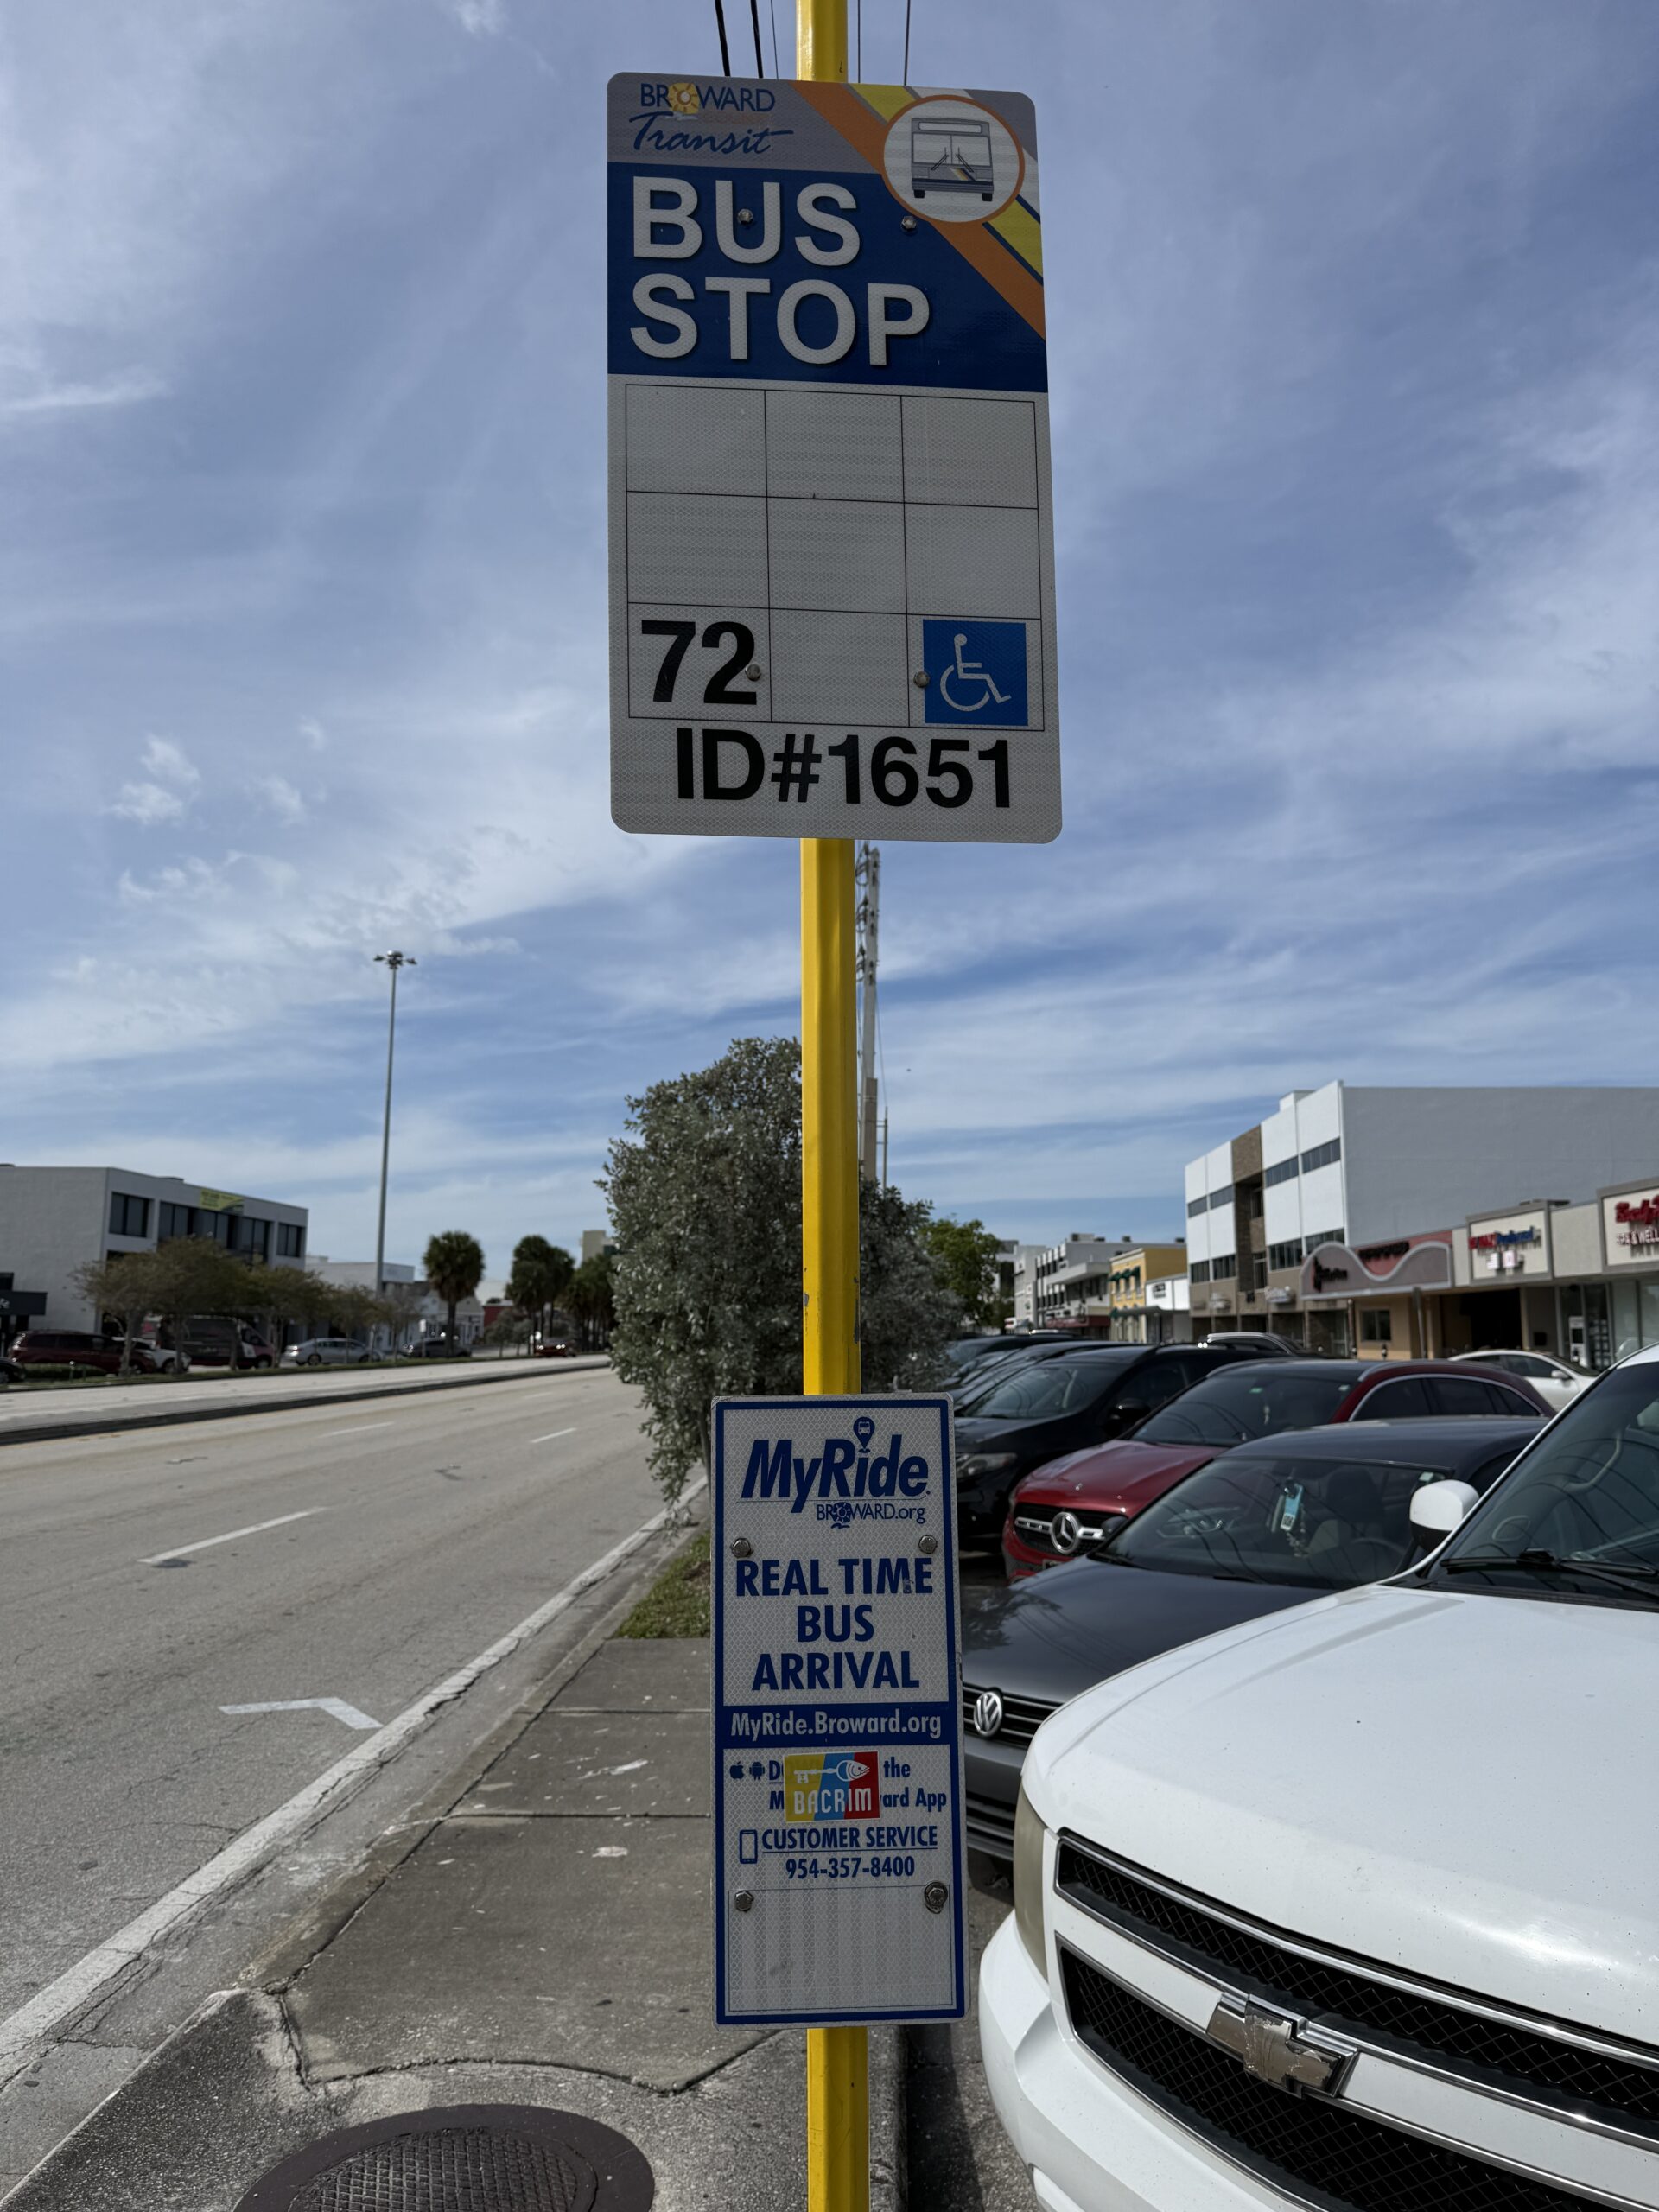 BROWARD
Transit
BUS
STOP
72
ID#1651
MyRide
BROWARD.org
REAL TIME
BUS
ARRIVAL
MyRide.Broward.org
the
BACRIM
ard App
CUSTOMER SERVICE
954-357-8400